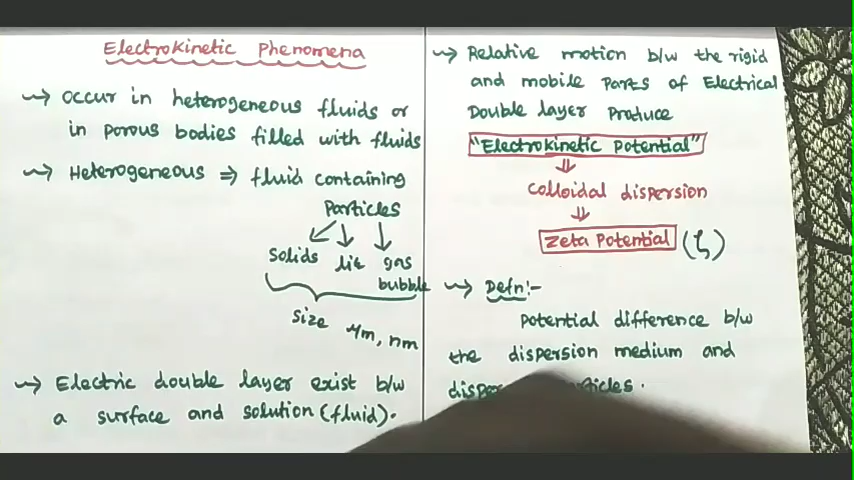 Electrokinetic Phenomena
⇝ occur in heterogeneous fluids or
in porous bodies filled with fluids
⇝ Heterogeneous ⇒ fluid containing
Particles
Solids liq gas
bubble
Size μm, nm
⇝ Electric double layer exist b/w
a surface and solution (fluid).
⇝ Relative motion b/w the rigid
and mobile parts of Electrical
Double layer Produce
"Electrokinetic Potential"
⇓
colloidal dispersion
⇓
Zeta Potential (ζ)
⇝ Defn:-
Potential difference b/w
the dispersion medium and